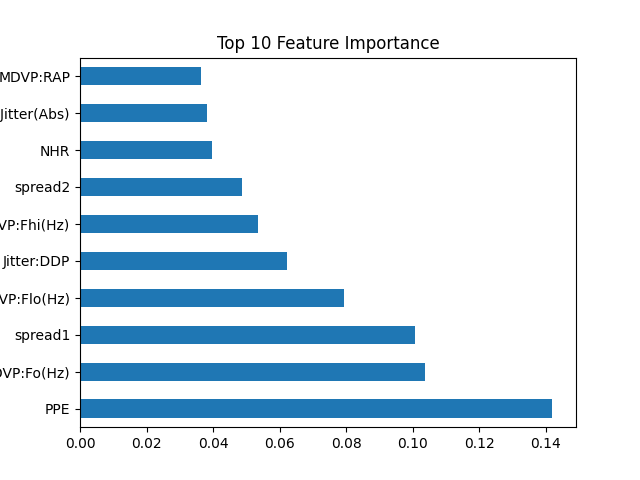 Top 10 Feature Importance
MDVP:RAP
Jitter(Abs)
NHR
spread2
VP:Fhi(Hz)
Jitter:DDP
VP:Flo(Hz)
spread1
DVP:Fo(Hz)
PPE
0.00 0.02 0.04 0.06 0.08 0.10 0.12 0.14